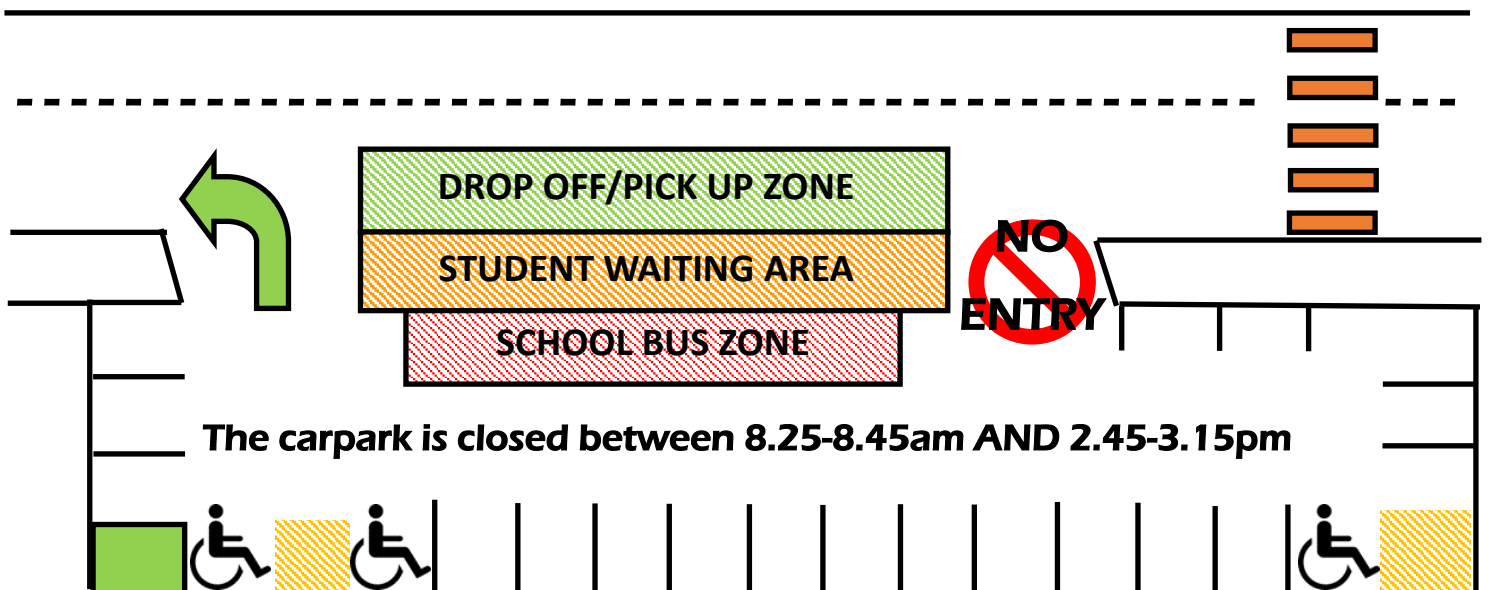 DROP OFF/PICK UP ZONE
STUDENT WAITING AREA
NO
ENTRY
SCHOOL BUS ZONE
The carpark is closed between 8.25-8.45am AND 2.45-3.15pm